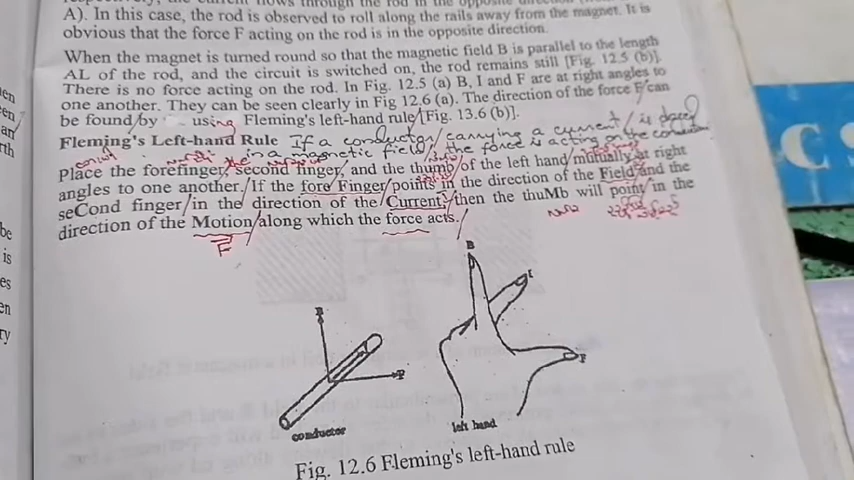 A). In this case, the rod is observed to roll along the rails away from the magnet. It is
obvious that the force F acting on the rod is in the opposite direction.
When the magnet is turned round so that the magnetic field B is parallel to the length
AL of the rod, and the circuit is switched on, the rod remains still [Fig. 12.5 (b)].
There is no force acting on the rod. In Fig. 12.5 (a) B, I and F are at right angles to
one another. They can be seen clearly in Fig 12.6 (a). The direction of the force F can
be found by using Fleming's left-hand rule [Fig. 13.6 (b)].
Fleming's Left-hand Rule If a conductor/carrying a current/is placed
in a magnetic field, the force is acting on the conductor
Place the forefinger, the second finger, and the thumb of the left hand mutually at right
angles to one another. If the fore Finger points in the direction of the Field and the
seCond finger in the direction of the Current, then the thuMb will point in the
direction of the Motion along which the force acts.
F
B
I
B
F
F
conductor
left hand
Fig. 12.6 Fleming's left-hand rule
CS